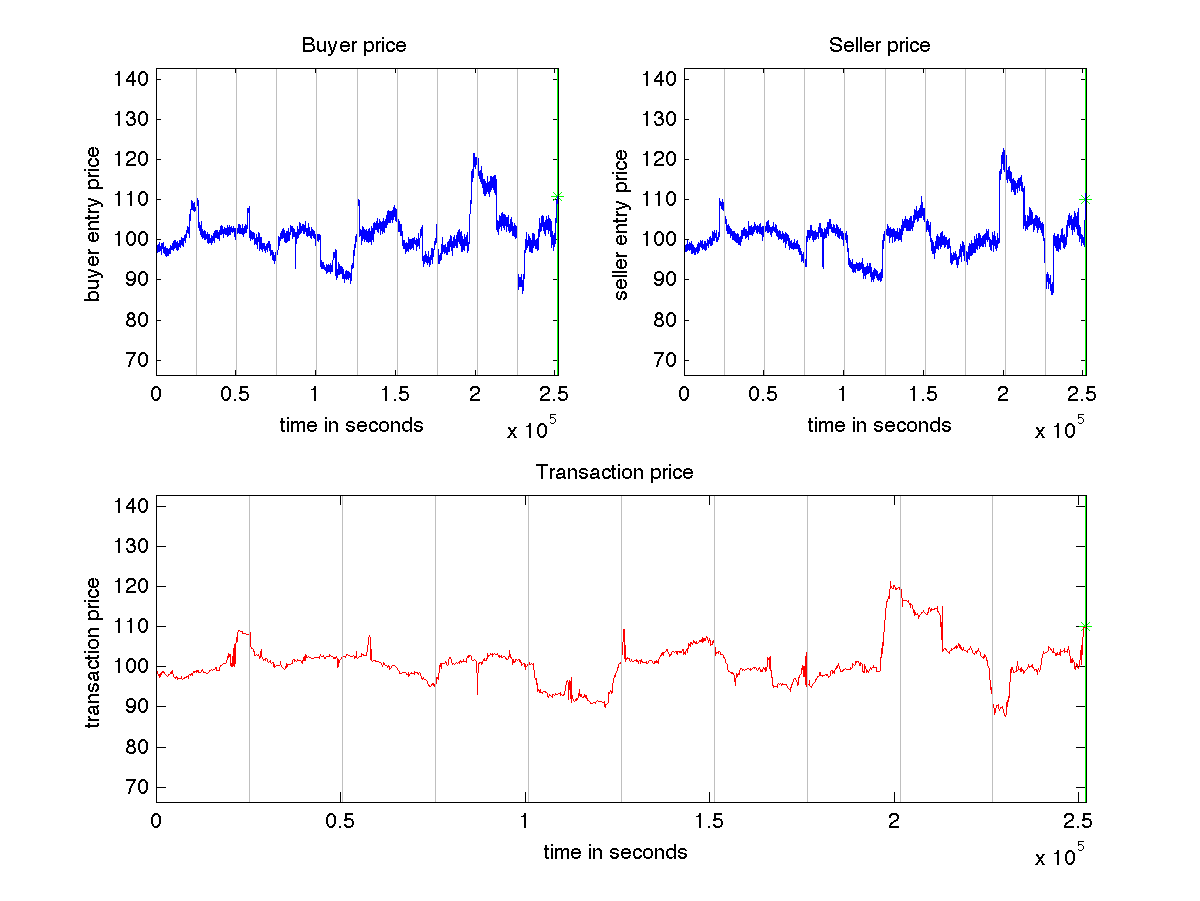 Buyer price
buyer entry price
140
130
120
110
100
90
80
70
0 0.5 1 1.5 2 2.5
time in seconds
x 10^5
Seller price
seller entry price
140
130
120
110
100
90
80
70
0 0.5 1 1.5 2 2.5
time in seconds
x 10^5
Transaction price
transaction price
140
130
120
110
100
90
80
70
0 0.5 1 1.5 2 2.5
time in seconds
x 10^5